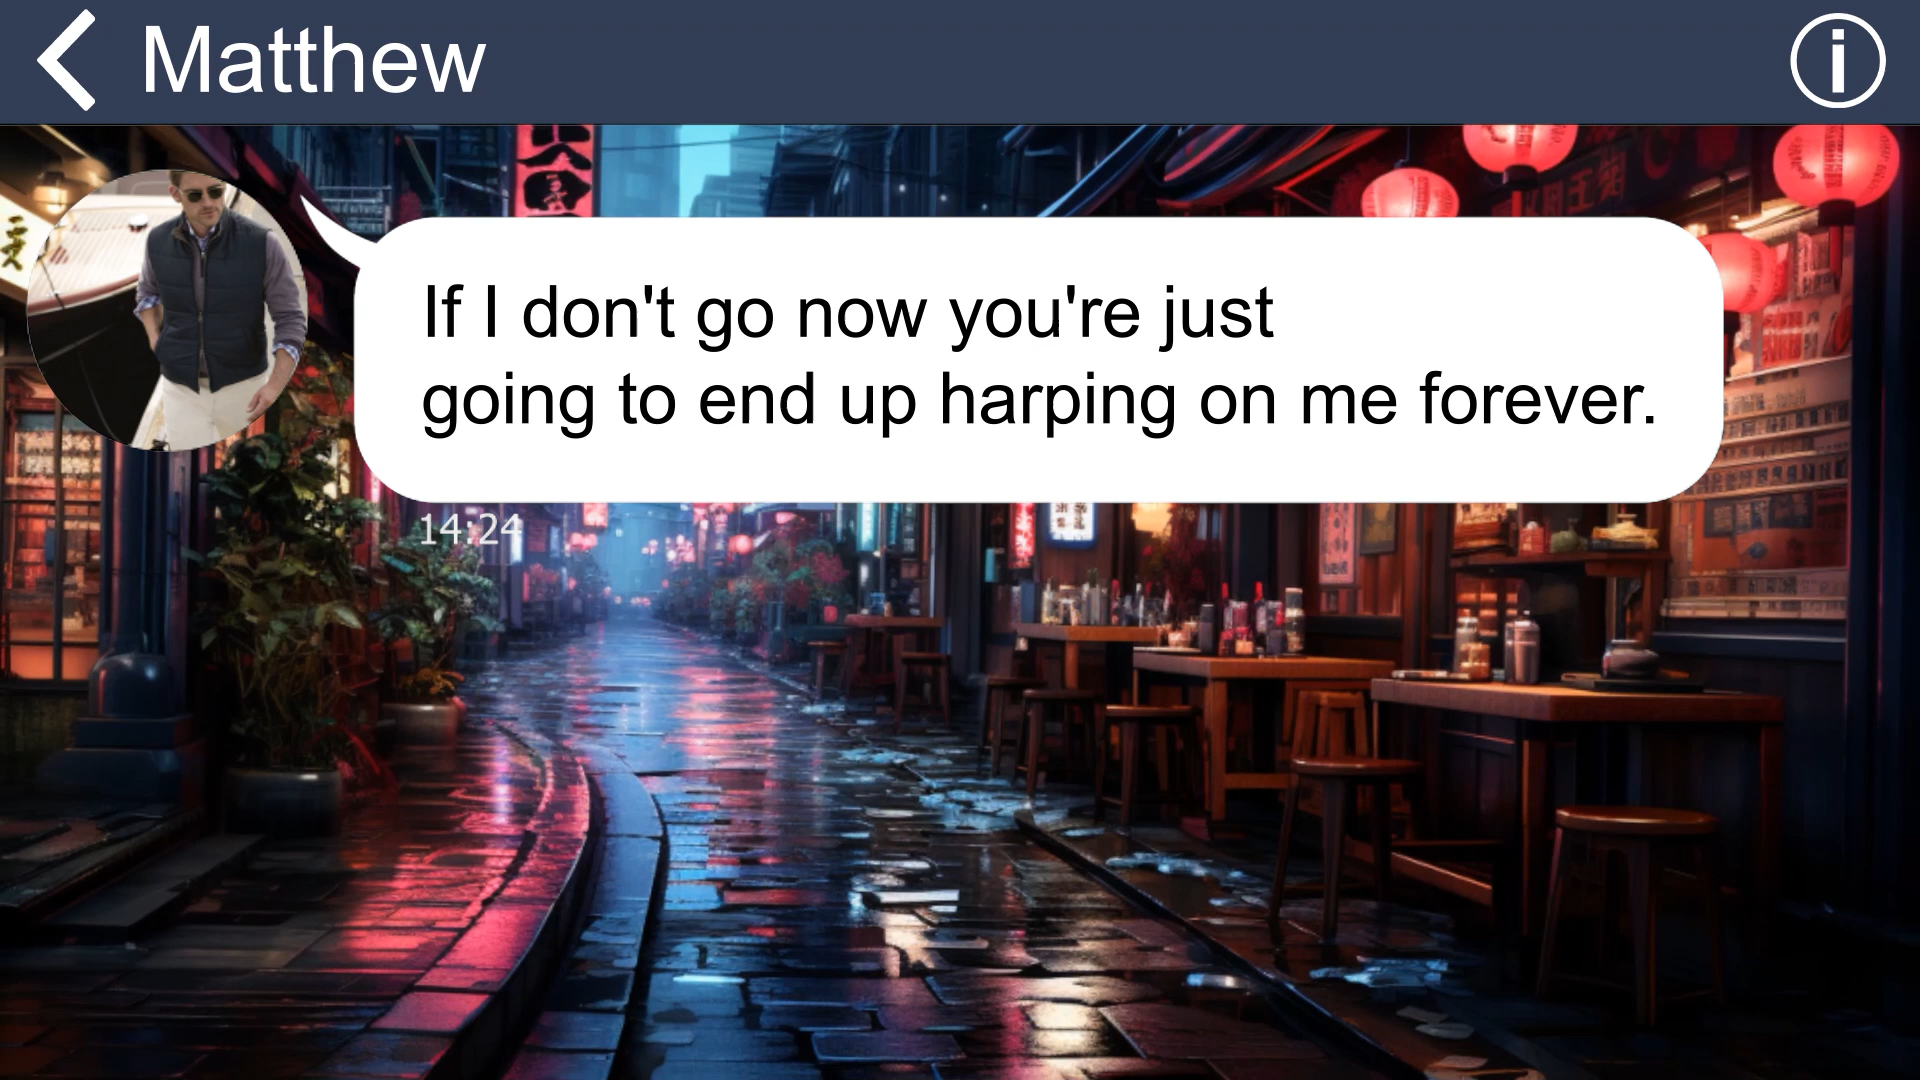 Matthew
If I don't go now you're just
going to end up harping on me forever.
14:24